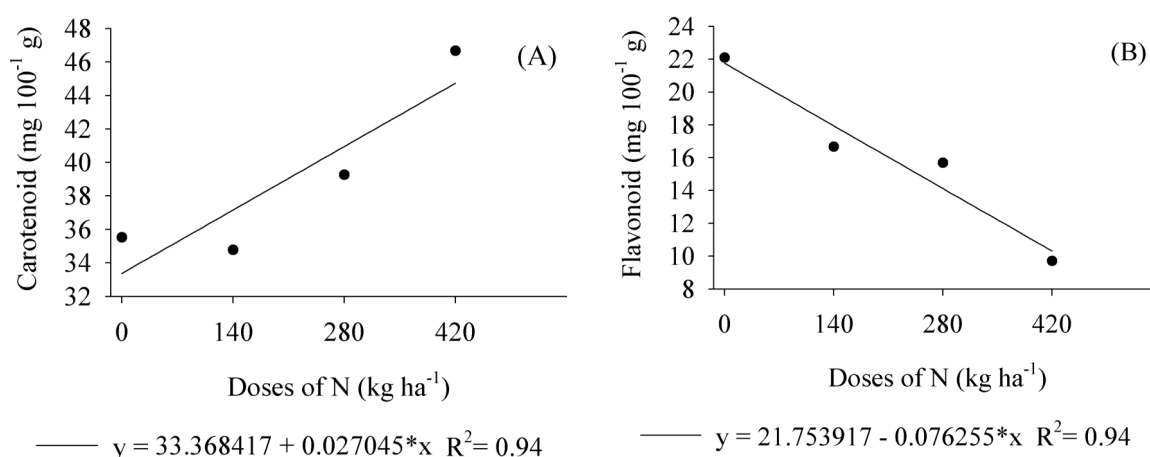 48
46
44
42
40
38
36
34
32
Carotenoid (mg 100⁻¹ g)
(A)
0 140 280 420
Doses of N (kg ha⁻¹)
y = 33.368417 + 0.027045*x R²= 0.94
24
22
20
18
16
14
12
10
8
Flavonoid (mg 100⁻¹ g)
(B)
0 140 280 420
Doses of N (kg ha⁻¹)
y = 21.753917 - 0.076255*x R²= 0.94